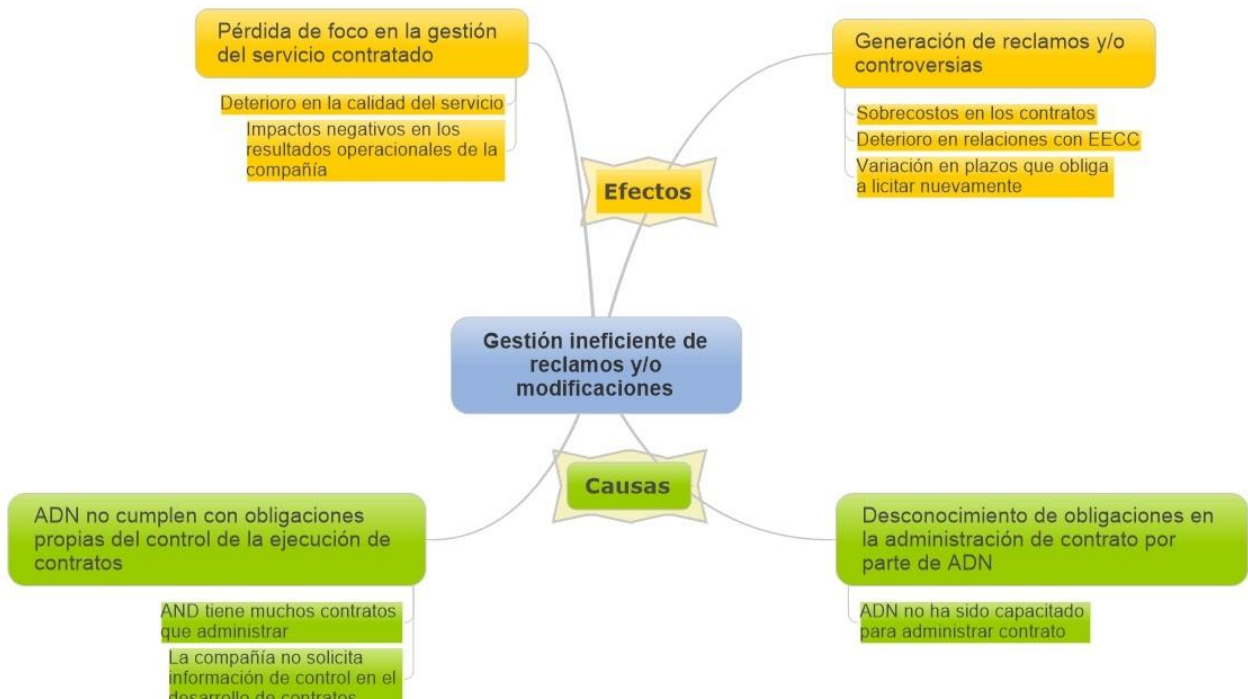 Pérdida de foco en la gestión
del servicio contratado
Deterioro en la calidad del servicio
Impactos negativos en los
resultados operacionales de la
compañía
Generación de reclamos y/o
controversias
Sobrecostos en los contratos
Deterioro en relaciones con EECC
Variación en plazos que obliga
a licitar nuevamente
Efectos
Gestión ineficiente de
reclamos y/o
modificaciones
Causas
ADN no cumplen con obligaciones
propias del control de la ejecución de
contratos
AND tiene muchos contratos
que administrar
La compañía no solicita
información de control en el
desarrollo de contratos
Desconocimiento de obligaciones en
la administración de contrato por
parte de ADN
ADN no ha sido capacitado
para administrar contrato